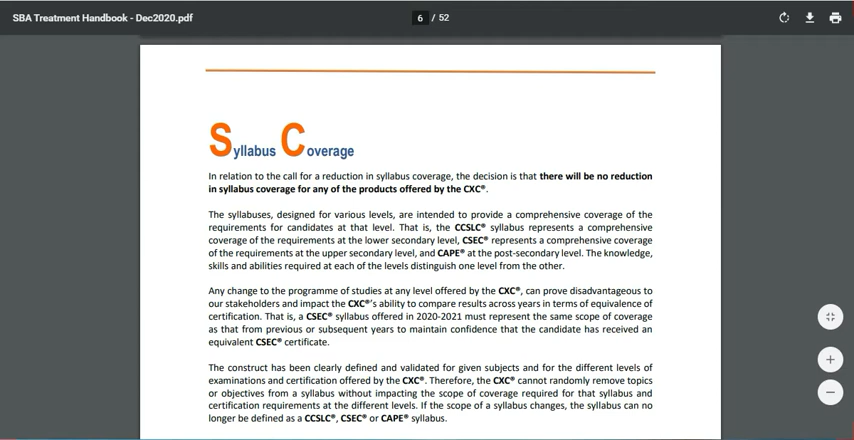 SBA Treatment Handbook - Dec2020.pdf
6 / 52
Syllabus Coverage
In relation to the call for a reduction in syllabus coverage, the decision is that there will be no reduction
in syllabus coverage for any of the products offered by the CXC®.
The syllabuses, designed for various levels, are intended to provide a comprehensive coverage of the
requirements for candidates at that level. That is, the CCSLC® syllabus represents a comprehensive
coverage of the requirements at the lower secondary level, CSEC® represents a comprehensive coverage
of the requirements at the upper secondary level, and CAPE® at the post-secondary level. The knowledge,
skills and abilities required at each of the levels distinguish one level from the other.
Any change to the programme of studies at any level offered by the CXC®, can prove disadvantageous to
our stakeholders and impact the CXC®'s ability to compare results across years in terms of equivalence of
certification. That is, a CSEC® syllabus offered in 2020-2021 must represent the same scope of coverage
as that from previous or subsequent years to maintain confidence that the candidate has received an
equivalent CSEC® certificate.
The construct has been clearly defined and validated for given subjects and for the different levels of
examinations and certification offered by the CXC®. Therefore, the CXC® cannot randomly remove topics
or objectives from a syllabus without impacting the scope of coverage required for that syllabus and
certification requirements at the different levels. If the scope of a syllabus changes, the syllabus can no
longer be defined as a CCSLC®, CSEC® or CAPE® syllabus.